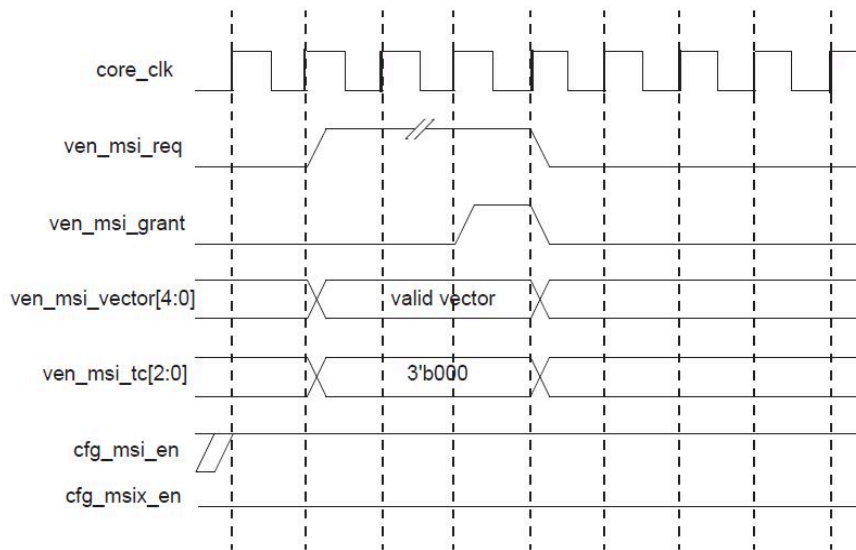 core_clk
ven_msi_req
ven_msi_grant
ven_msi_vector[4:0]
valid vector
ven_msi_tc[2:0]
3'b000
cfg_msi_en
cfg_msix_en